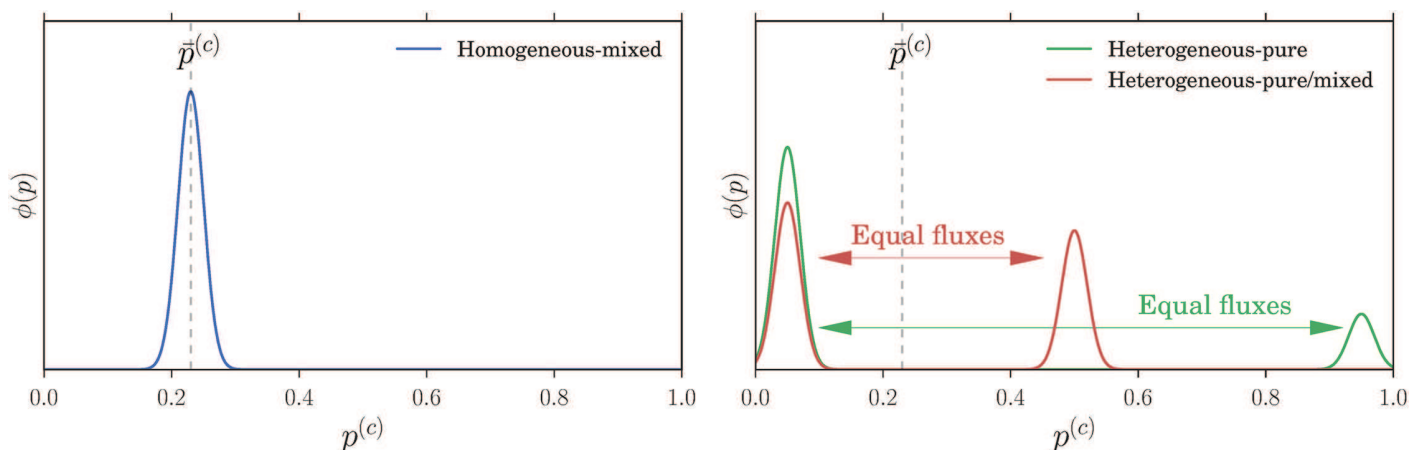 p̄^(c)
Homogeneous-mixed
ϕ(p)
0.0 0.2 0.4 0.6 0.8 1.0
p^(c)
p̄^(c)
Heterogeneous-pure
Heterogeneous-pure/mixed
Equal fluxes
Equal fluxes
ϕ(p)
0.0 0.2 0.4 0.6 0.8 1.0
p^(c)